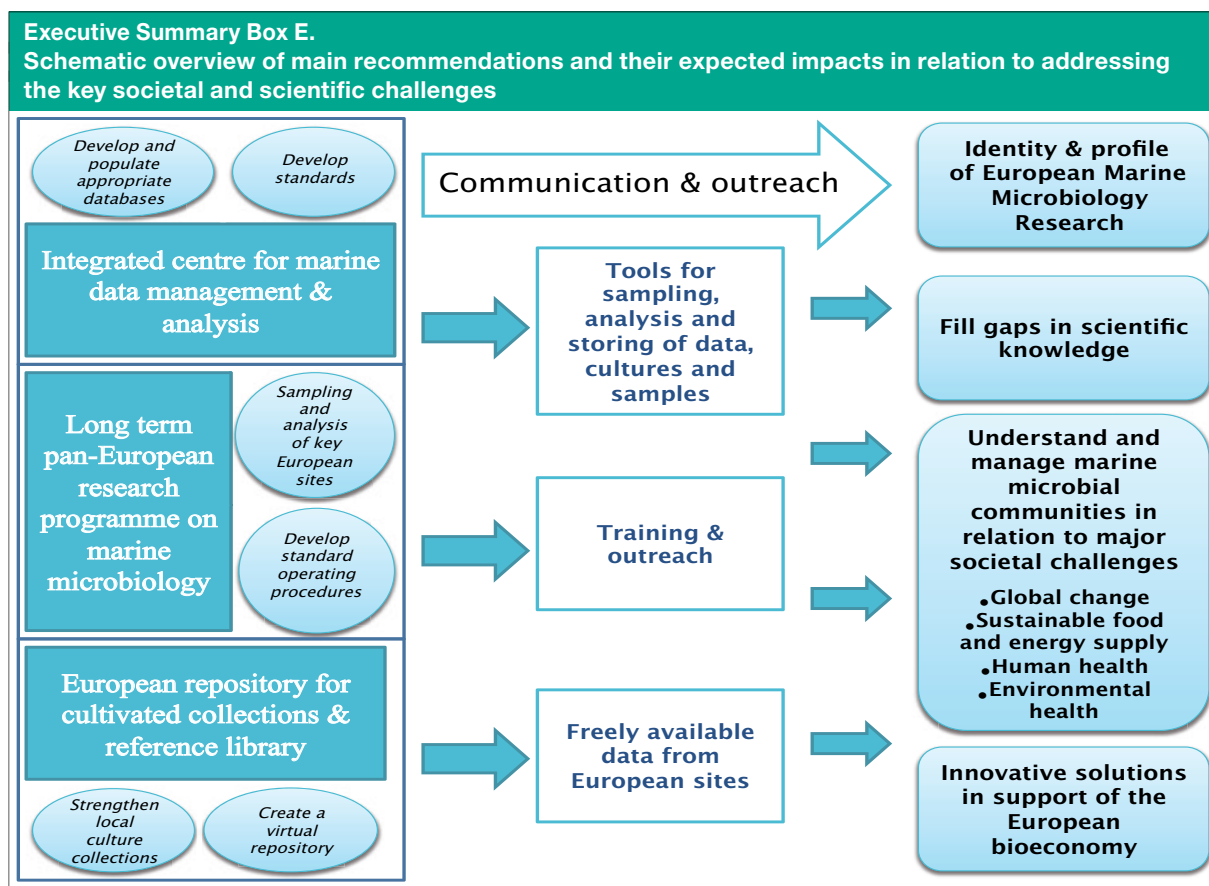 Executive Summary Box E.
Schematic overview of main recommendations and their expected impacts in relation to addressing
the key societal and scientific challenges
Develop and
populate
appropriate
databases
Develop
standards
Integrated centre for marine
data management &
analysis
Long term
pan-European
research
programme on
marine
microbiology
Sampling
and
analysis
of key
European
sites
Develop
standard
operating
procedures
European repository for
cultivated collections &
reference library
Strengthen
local
culture
collections
Create a
virtual
repository
Communication & outreach
Tools for
sampling,
analysis and
storing of data,
cultures and
samples
Training &
outreach
Freely available
data from
European sites
Identity & profile
of European Marine
Microbiology
Research
Fill gaps in scientific
knowledge
Understand and
manage marine
microbial
communities in
relation to major
societal challenges
•Global change
•Sustainable food
and energy supply
•Human health
•Environmental
health
Innovative solutions
in support of the
European
bioeconomy